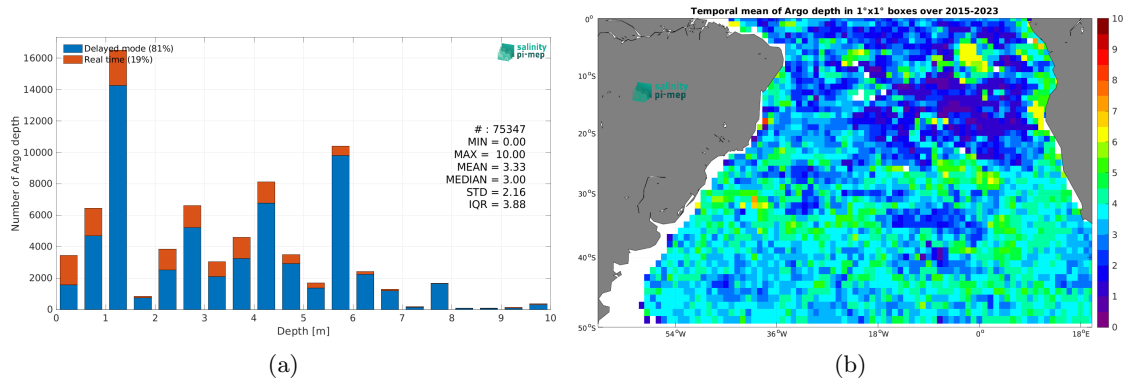 Delayed mode (81%)
Real time (19%)
salinity
pi-mep
# : 75347
MIN = 0.00
MAX = 10.00
MEAN = 3.33
MEDIAN = 3.00
STD = 2.16
IQR = 3.88
Number of Argo depth
16000
14000
12000
10000
8000
6000
4000
2000
0
0 1 2 3 4 5 6 7 8 9 10
Depth [m]
(a)
Temporal mean of Argo depth in 1°x1° boxes over 2015-2023
salinity
pi-mep
0°
10°S
20°S
30°S
40°S
50°S
54°W 36°W 18°W 0° 18°E
10
9
8
7
6
5
4
3
2
1
0
(b)